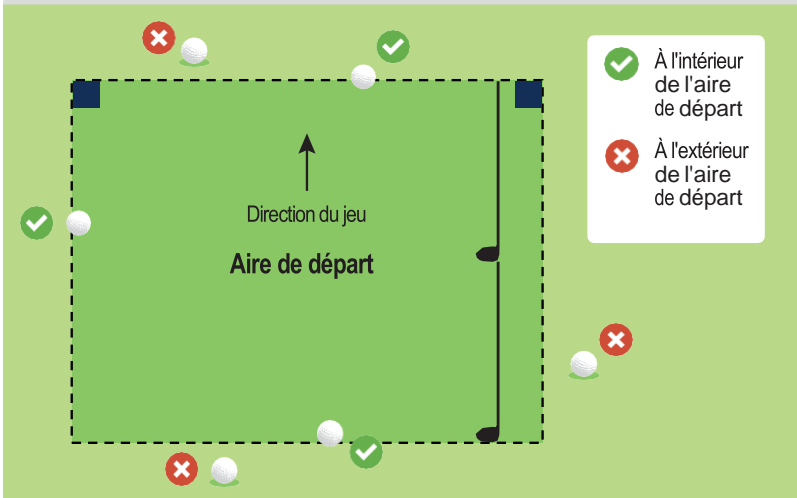 À l'intérieur
de l'aire
de départ
À l'extérieur
de l'aire
de départ
Direction du jeu
Aire de départ